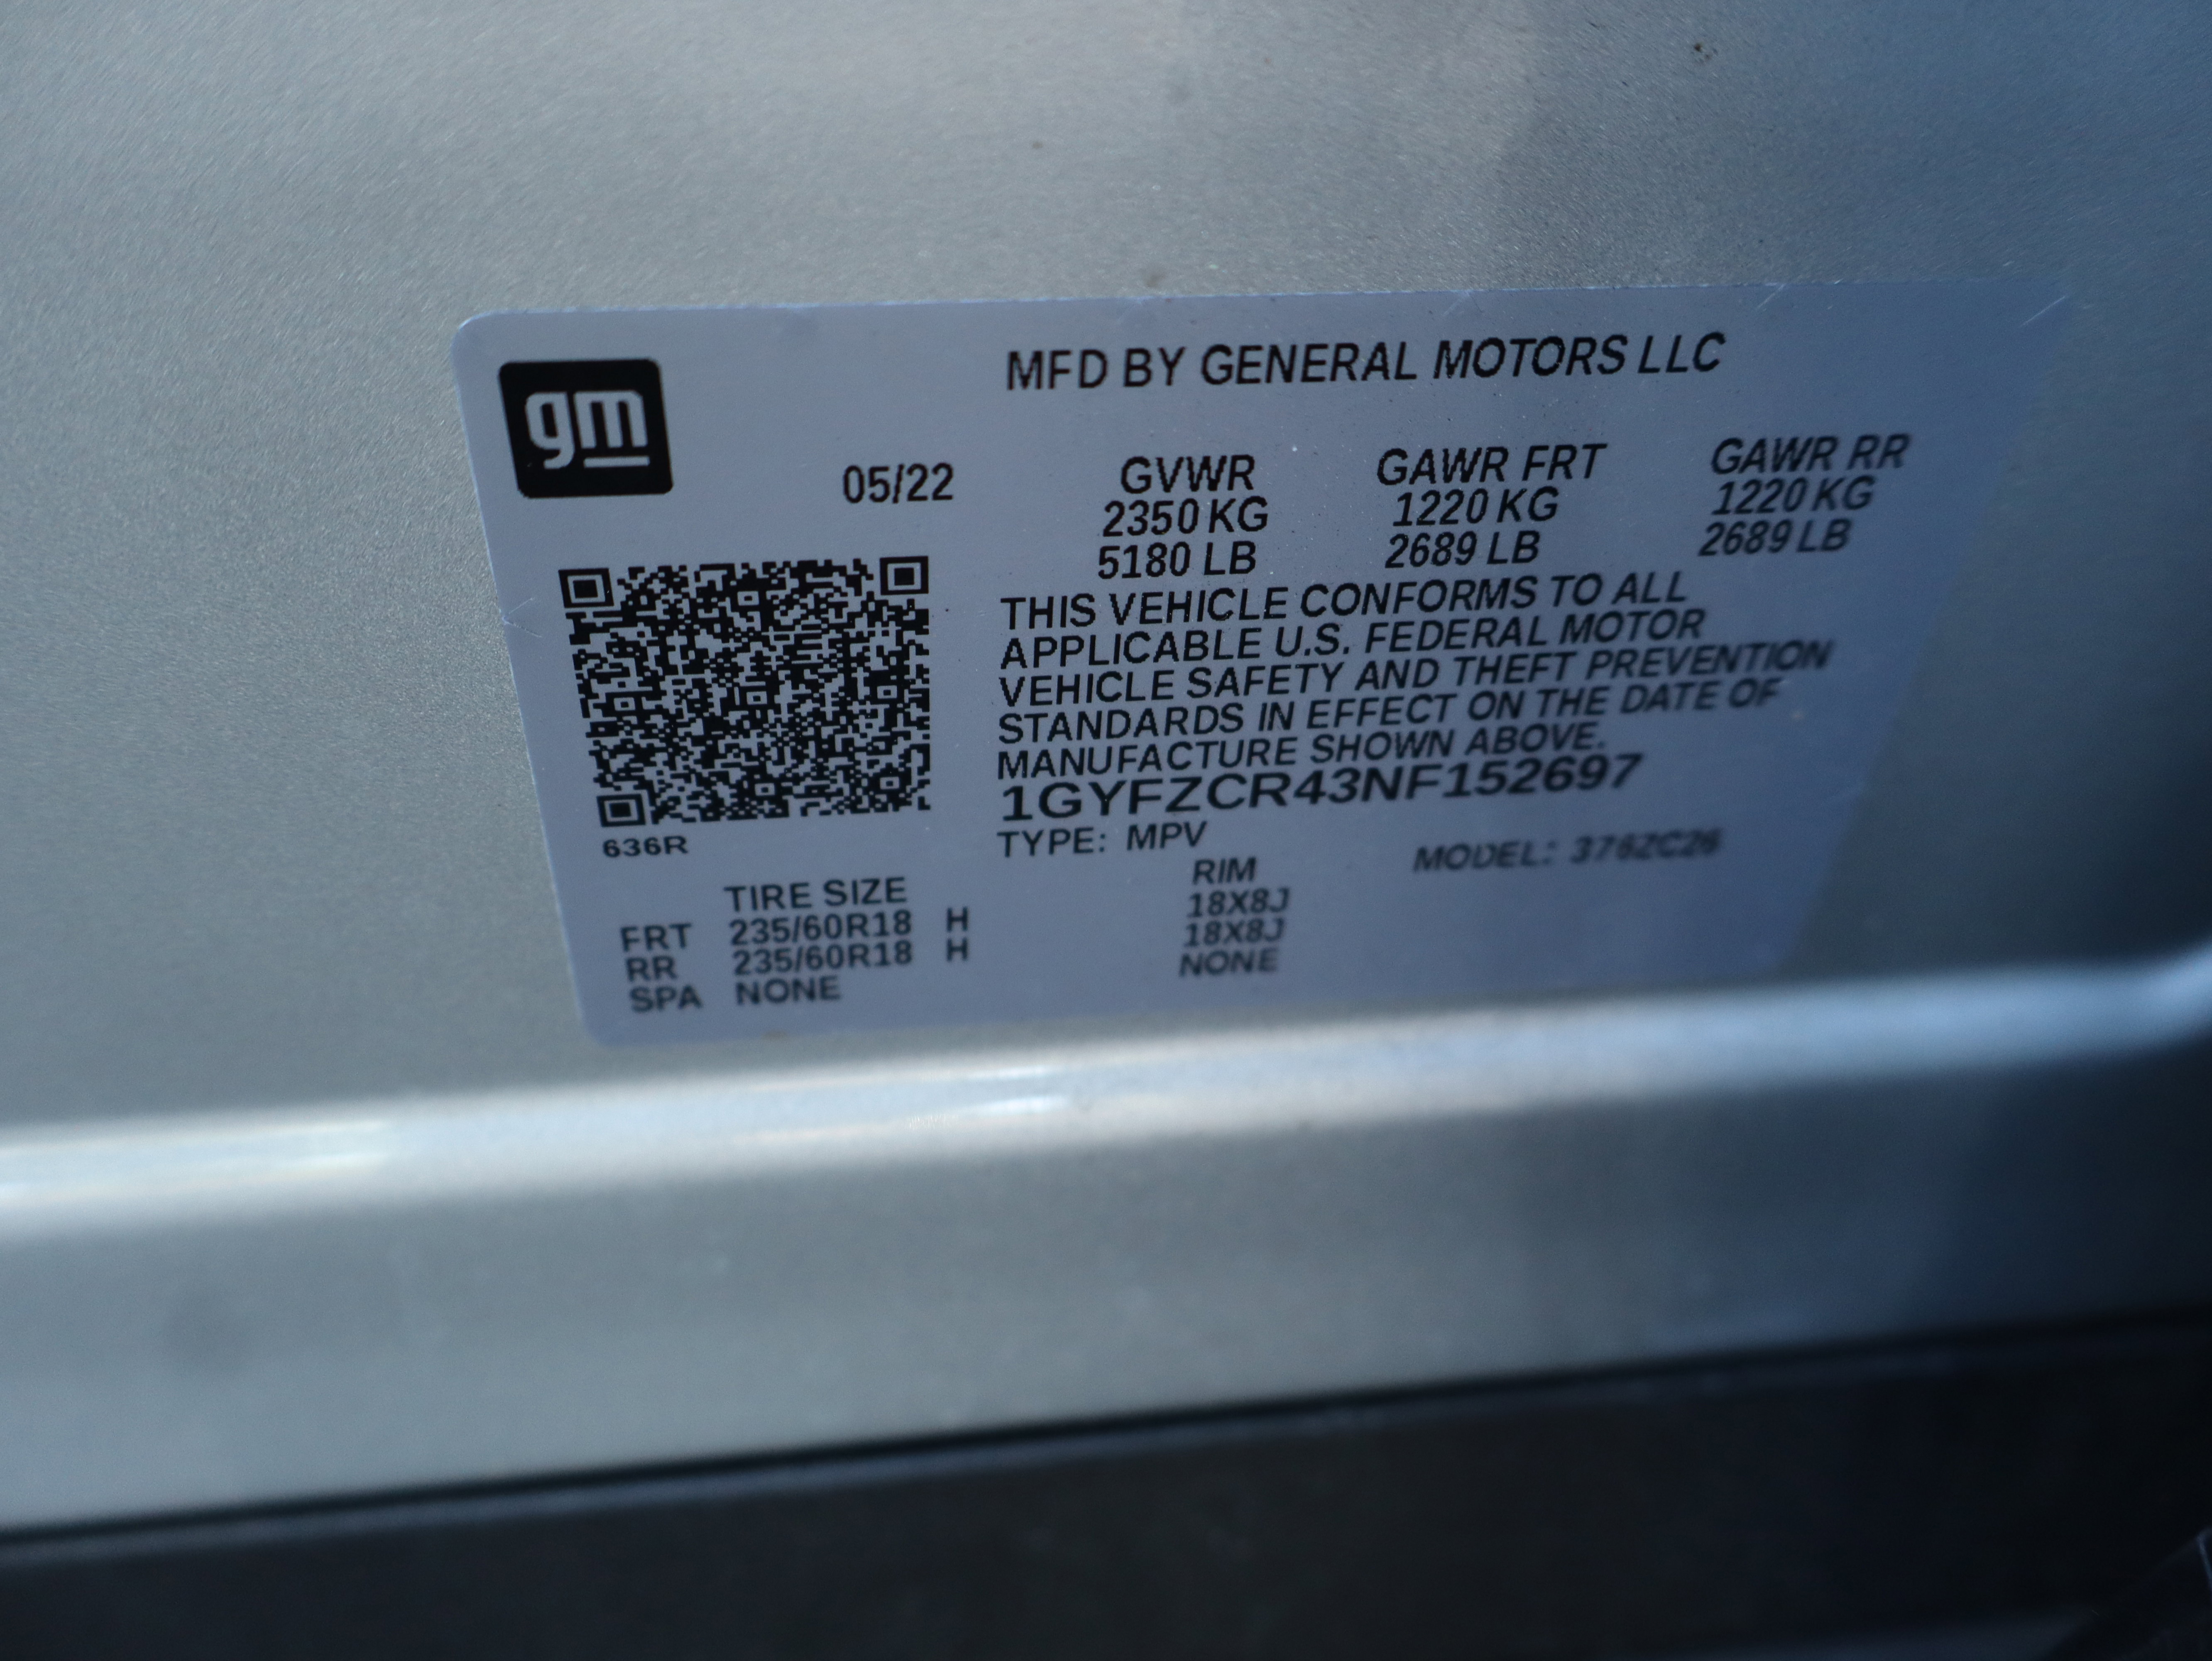 gm
MFD BY GENERAL MOTORS LLC
05/22 GVWR GAWR FRT GAWR RR
2350 KG 1220 KG 1220 KG
5180 LB 2689 LB 2689 LB
THIS VEHICLE CONFORMS TO ALL
APPLICABLE U.S. FEDERAL MOTOR
VEHICLE SAFETY AND THEFT PREVENTION
STANDARDS IN EFFECT ON THE DATE OF
MANUFACTURE SHOWN ABOVE.
1GYFZCR43NF152697
636R TYPE: MPV MODEL: 376ZC26
TIRE SIZE RIM
FRT 235/60R18 H 18X8J
RR 235/60R18 H 18X8J
SPA NONE NONE